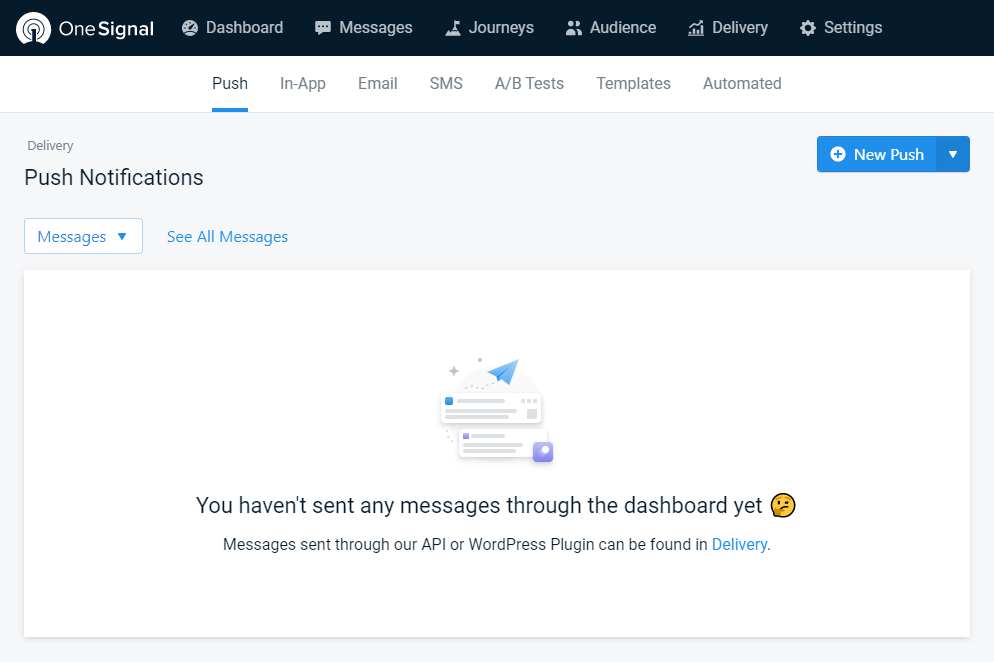 OneSignal Dashboard Messages Journeys Audience Delivery Settings
Push In-App Email SMS A/B Tests Templates Automated
Delivery
Push Notifications
New Push
Messages See All Messages
You haven't sent any messages through the dashboard yet 🤔
Messages sent through our API or WordPress Plugin can be found in Delivery.